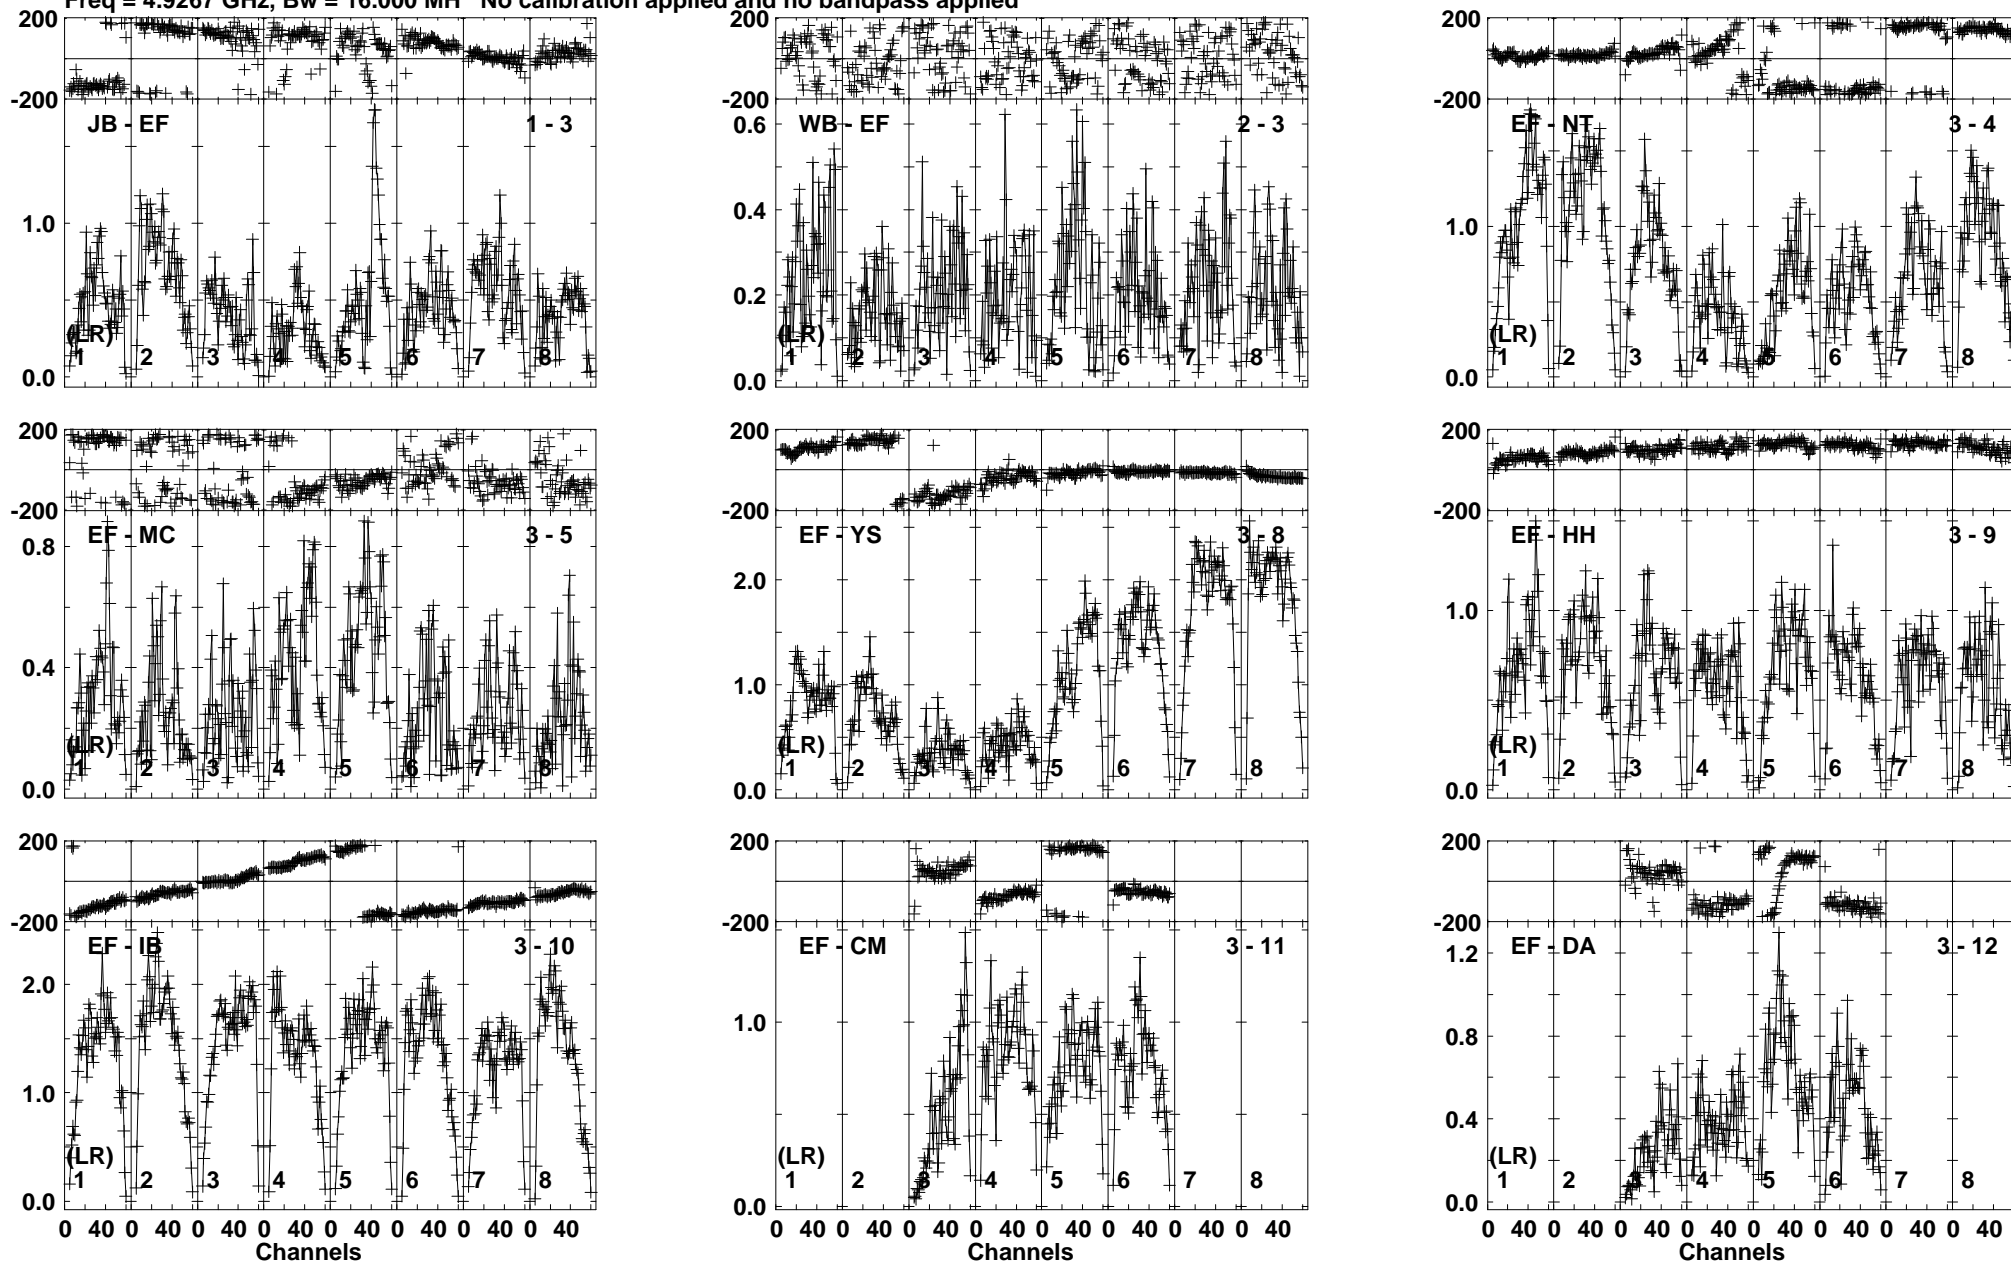 Freq = 4.9267 GHz, Bw = 16.000 MH   No calibration applied and no bandpass applied
200 200 200
-200 -200 -200
JB - EF 1 - 3 WB - EF 2 - 3 EF - NT 3 - 4
0.6
1.0 0.4 1.0
0.2
(LR) (LR) (LR)
1 2 3 4 5 6 7 8 1 2 3 4 5 6 7 8 1 2 3 4 5 6 7 8
0.0 0.0 0.0
200 200 200
-200 -200 -200
EF - MC 3 - 5 EF - YS 3 - 8 EF - HH 3 - 9
0.8 2.0
0.4 1.0 1.0
(LR) (LR) (LR)
1 2 3 4 5 6 7 8 1 2 3 4 5 6 7 8 1 2 3 4 5 6 7 8
0.0 0.0 0.0
200 200 200
-200 -200 -200
EF - IB 3 - 10 EF - CM 3 - 11 EF - DA 3 - 12
2.0 1.2
1.0 1.0 0.8
0.4
(LR) (LR) (LR)
1 2 3 4 5 6 7 8 1 2 3 4 5 6 7 8 1 2 3 4 5 6 7 8
0.0 0.0 0.0
0 40 0 40 0 40 0 40 0 40 0 40 0 40 0 40 0 40 0 40 0 40 0 40 0 40 0 40 0 40 0 40 0 40 0 40 0 40 0 40 0 40 0 40 0 40 0 40
Channels Channels Channels